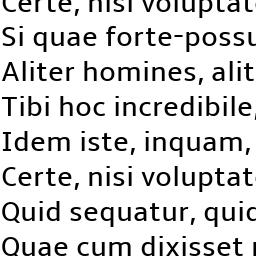 Certe, nisi voluptat
Si quae forte-possu
Aliter homines, alit
Tibi hoc incredibile,
Idem iste, inquam,
Certe, nisi voluptat
Quid sequatur, quid
Quae cum dixisset